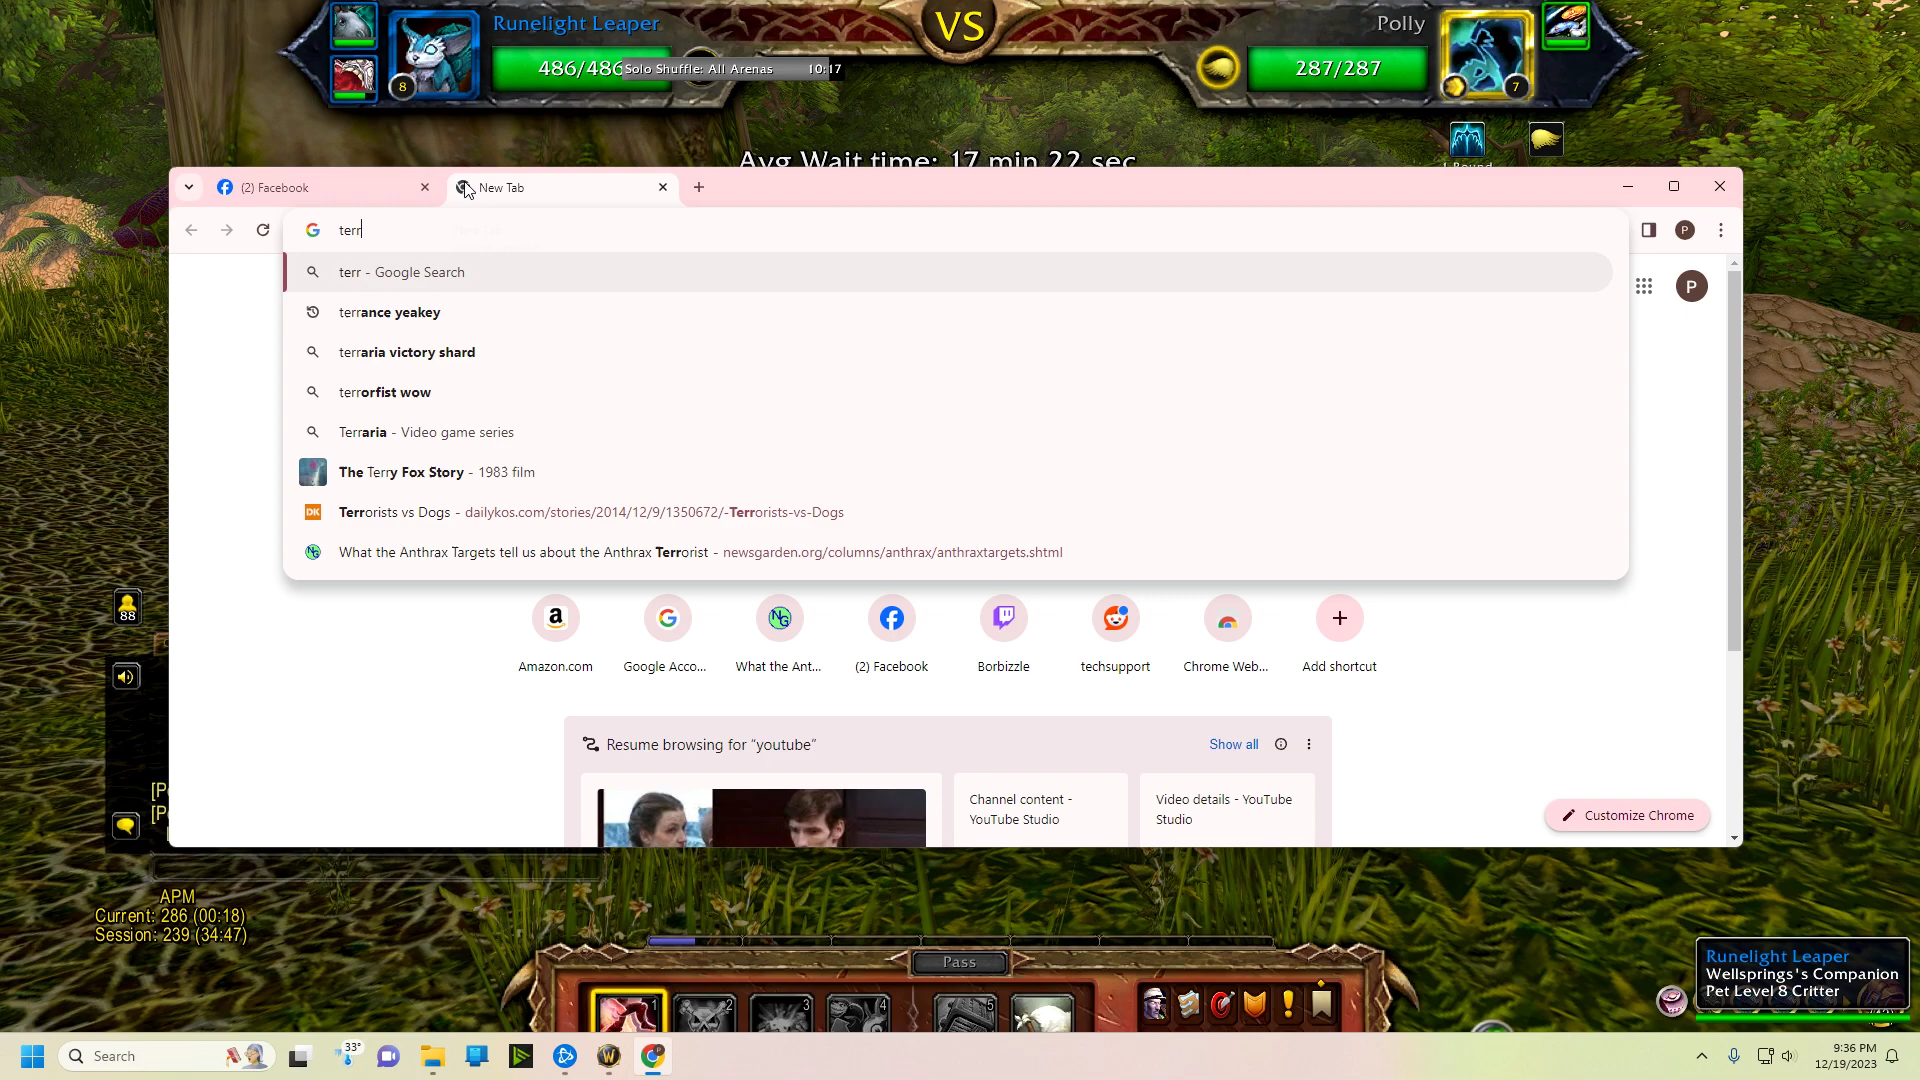 Runelight Leaper
VS
Polly
486/486
Solo Shuffle: All Arenas 10:17
287/287
8
7
Avg Wait time: 17 min 22 sec
(2) Facebook
New Tab
terr
P
terr - Google Search
P
terrance yeakey
terraria victory shard
terrorfist wow
Terraria - Video game series
The Terry Fox Story - 1983 film
DK
Terrorists vs Dogs - dailykos.com/stories/2014/12/9/1350672/-Terrorists-vs-Dogs
NG
What the Anthrax Targets tell us about the Anthrax Terrorist - newsgarden.org/columns/anthrax/anthraxtargets.shtml
88
Amazon.com
Google Acco...
What the Ant...
(2) Facebook
Borbizzle
techsupport
Chrome Web...
Add shortcut
Resume browsing for "youtube"
Show all
Channel content - YouTube Studio
Video details - YouTube Studio
Customize Chrome
APM
Current: 286 (00:18)
Session: 239 (34:47)
Pass
1
2
3
4
5
Runelight Leaper
Wellsprings's Companion
Pet Level 8 Critter
Search
33°
9:36 PM
12/19/2023